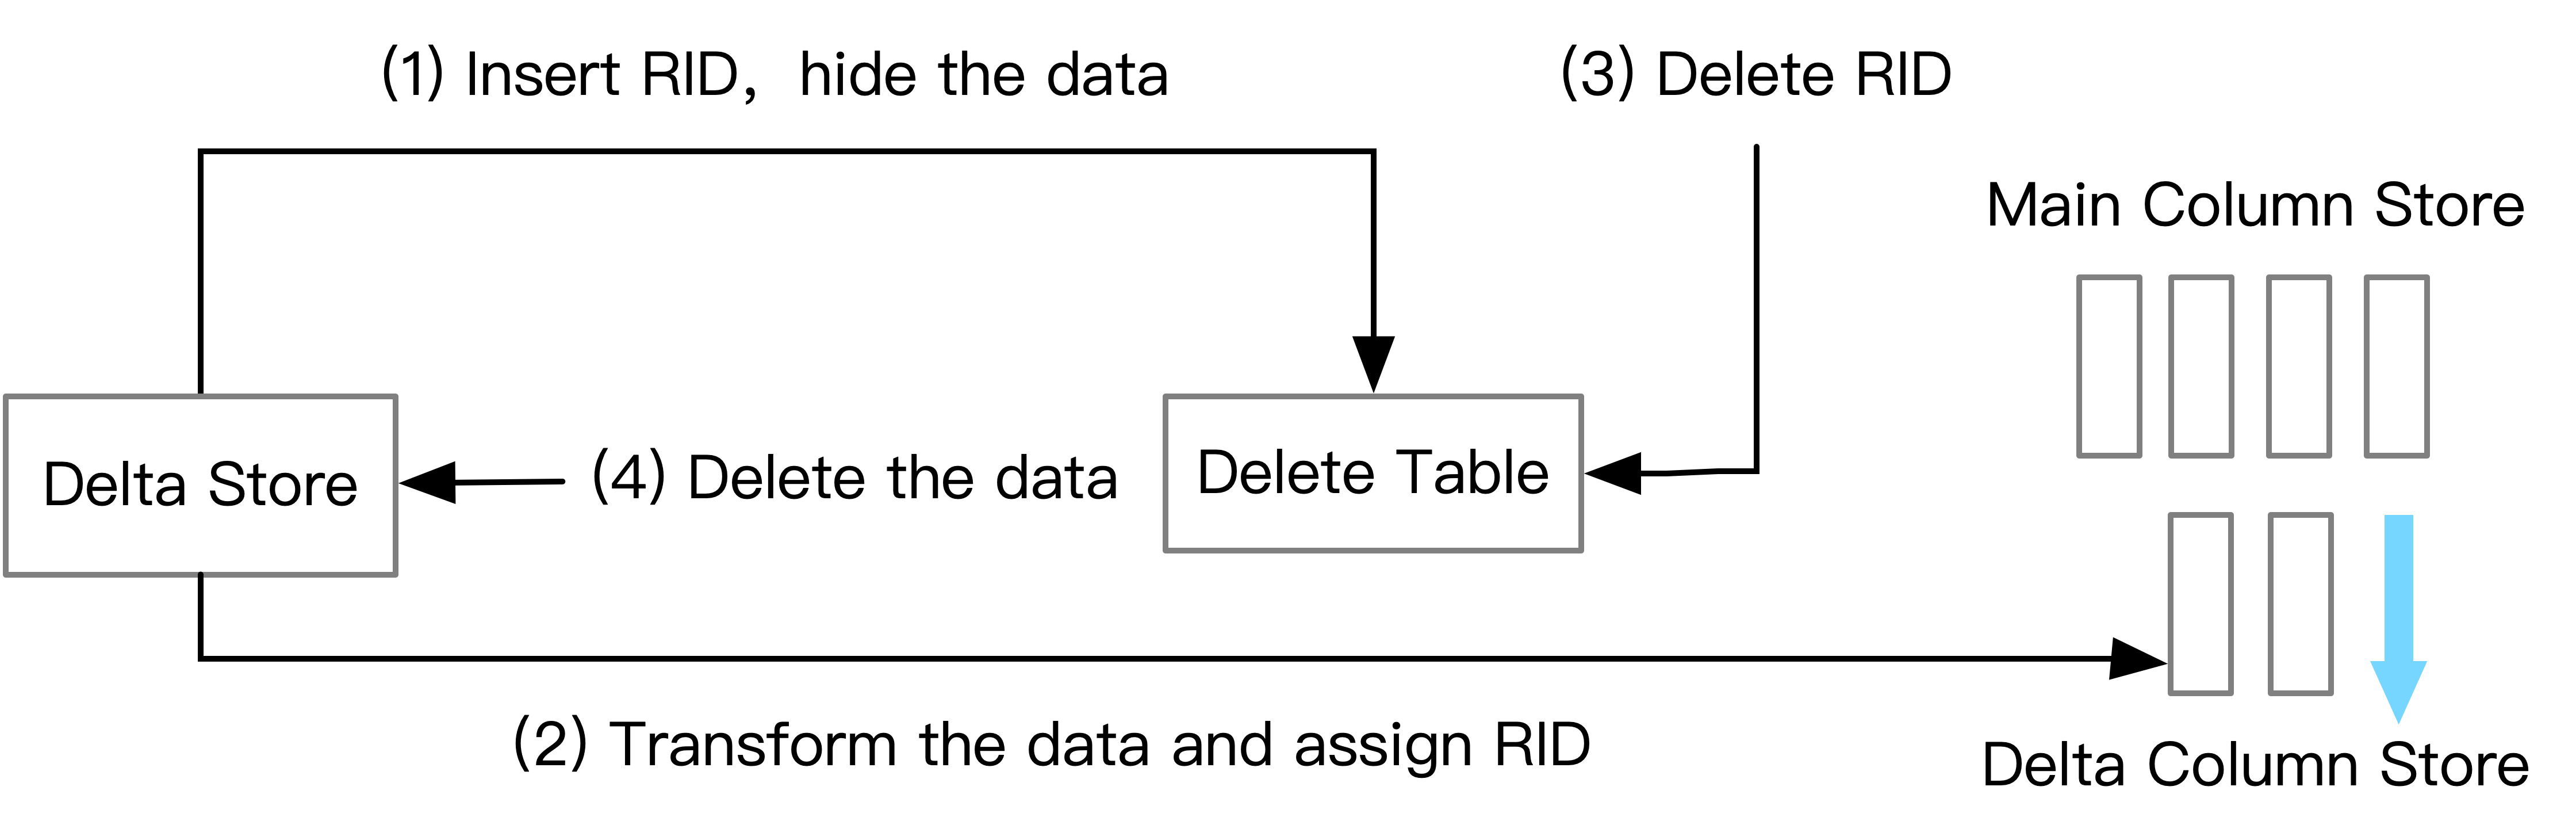 (1) Insert RID，hide the data
(3) Delete RID
Main Column Store
Delta Store
(4) Delete the data
Delete Table
(2) Transform the data and assign RID
Delta Column Store